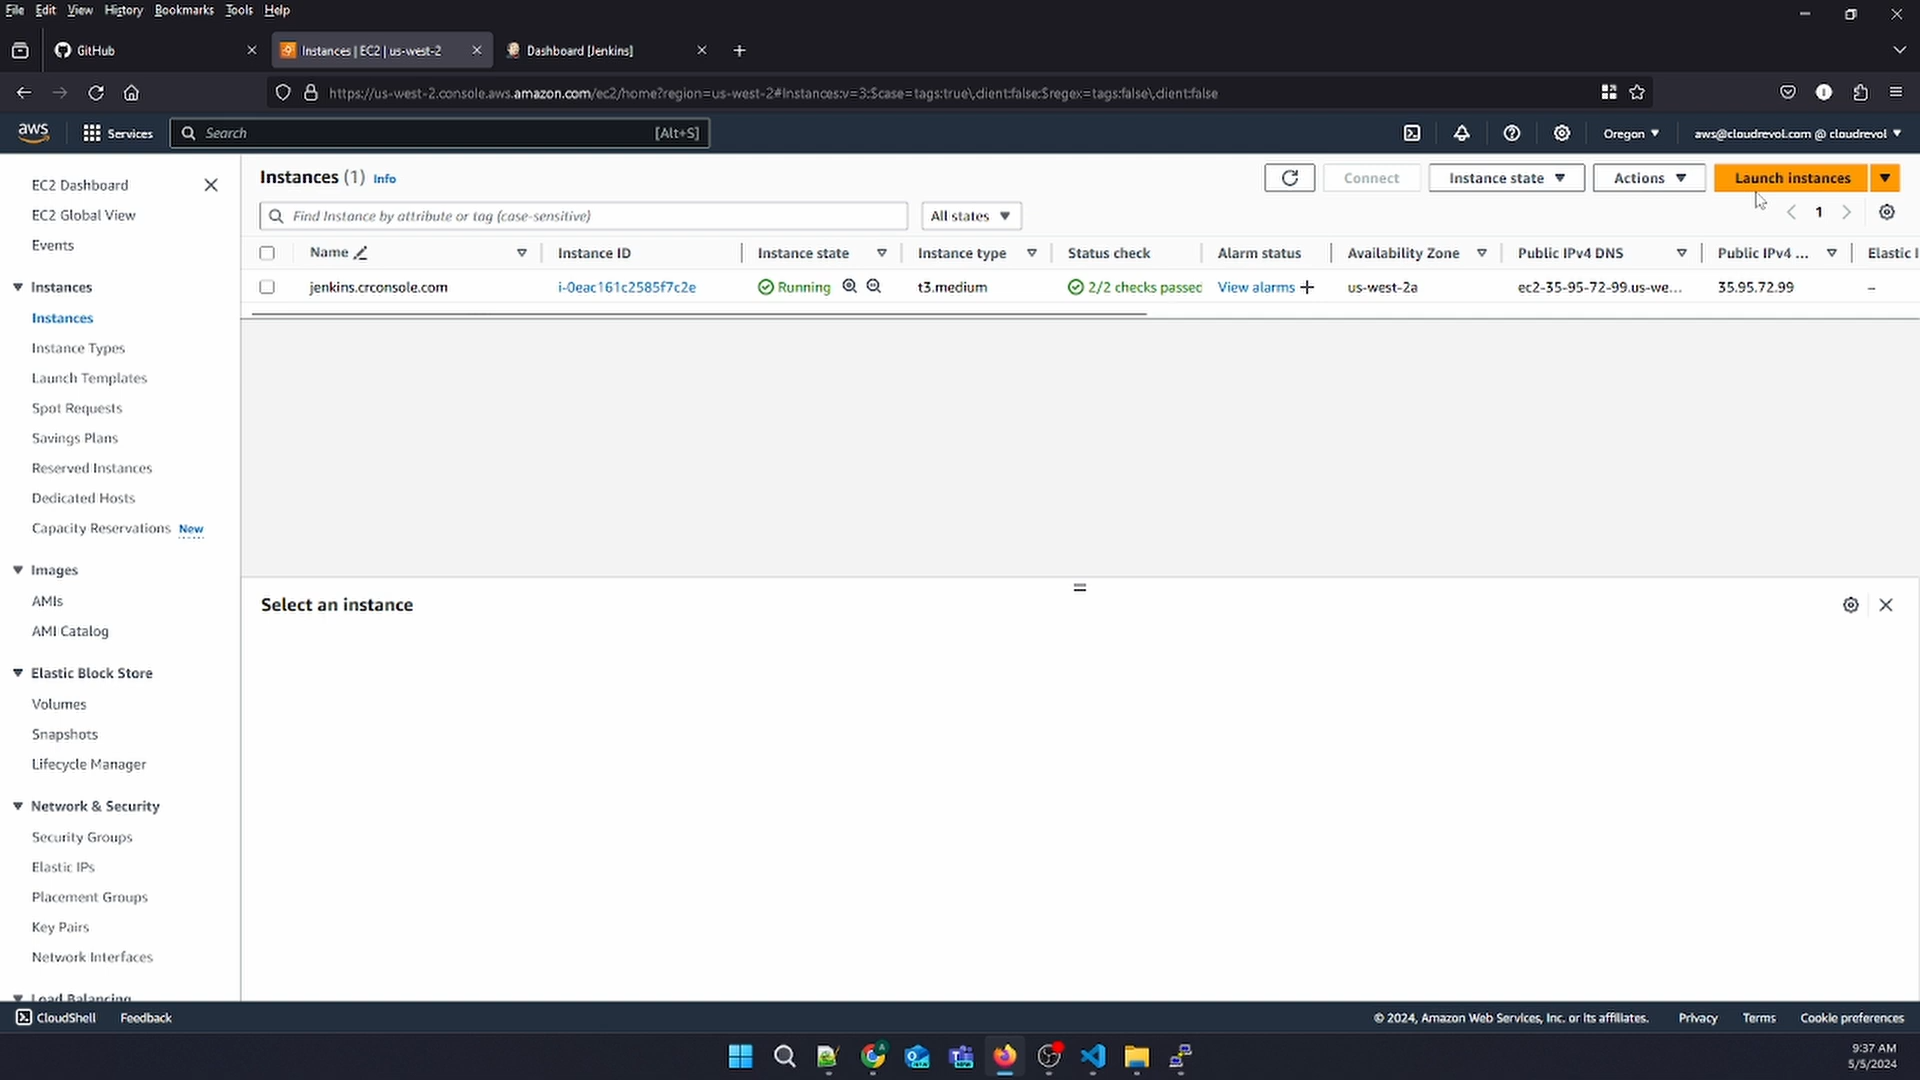 File Edit View History Bookmarks Tools Help
GitHub
Instances | EC2 | us-west-2
Dashboard [Jenkins]
https://us-west-2.console.aws.amazon.com/ec2/home?region=us-west-2#Instances:v=3;$case=tags:true\,client:false;$regex=tags:false\,client:false
aws
Services
Search
[Alt+S]
Oregon
aws@cloudrevol.com @ cloudrevol
EC2 Dashboard
EC2 Global View
Events
Instances
Instances
Instance Types
Launch Templates
Spot Requests
Savings Plans
Reserved Instances
Dedicated Hosts
Capacity Reservations New
Images
AMIs
AMI Catalog
Elastic Block Store
Volumes
Snapshots
Lifecycle Manager
Network & Security
Security Groups
Elastic IPs
Placement Groups
Key Pairs
Network Interfaces
Load Balancing
Instances (1) Info
Connect
Instance state
Actions
Launch instances
Find Instance by attribute or tag (case-sensitive)
All states
1
Name Instance ID Instance state Instance type Status check Alarm status Availability Zone Public IPv4 DNS Public IPv4 ... Elastic I
jenkins.crconsole.com i-0eac161c2585f7c2e Running t3.medium 2/2 checks passed View alarms + us-west-2a ec2-35-95-72-99.us-we... 35.95.72.99 –
Select an instance
CloudShell Feedback
© 2024, Amazon Web Services, Inc. or its affiliates. Privacy Terms Cookie preferences
9:37 AM
5/5/2024